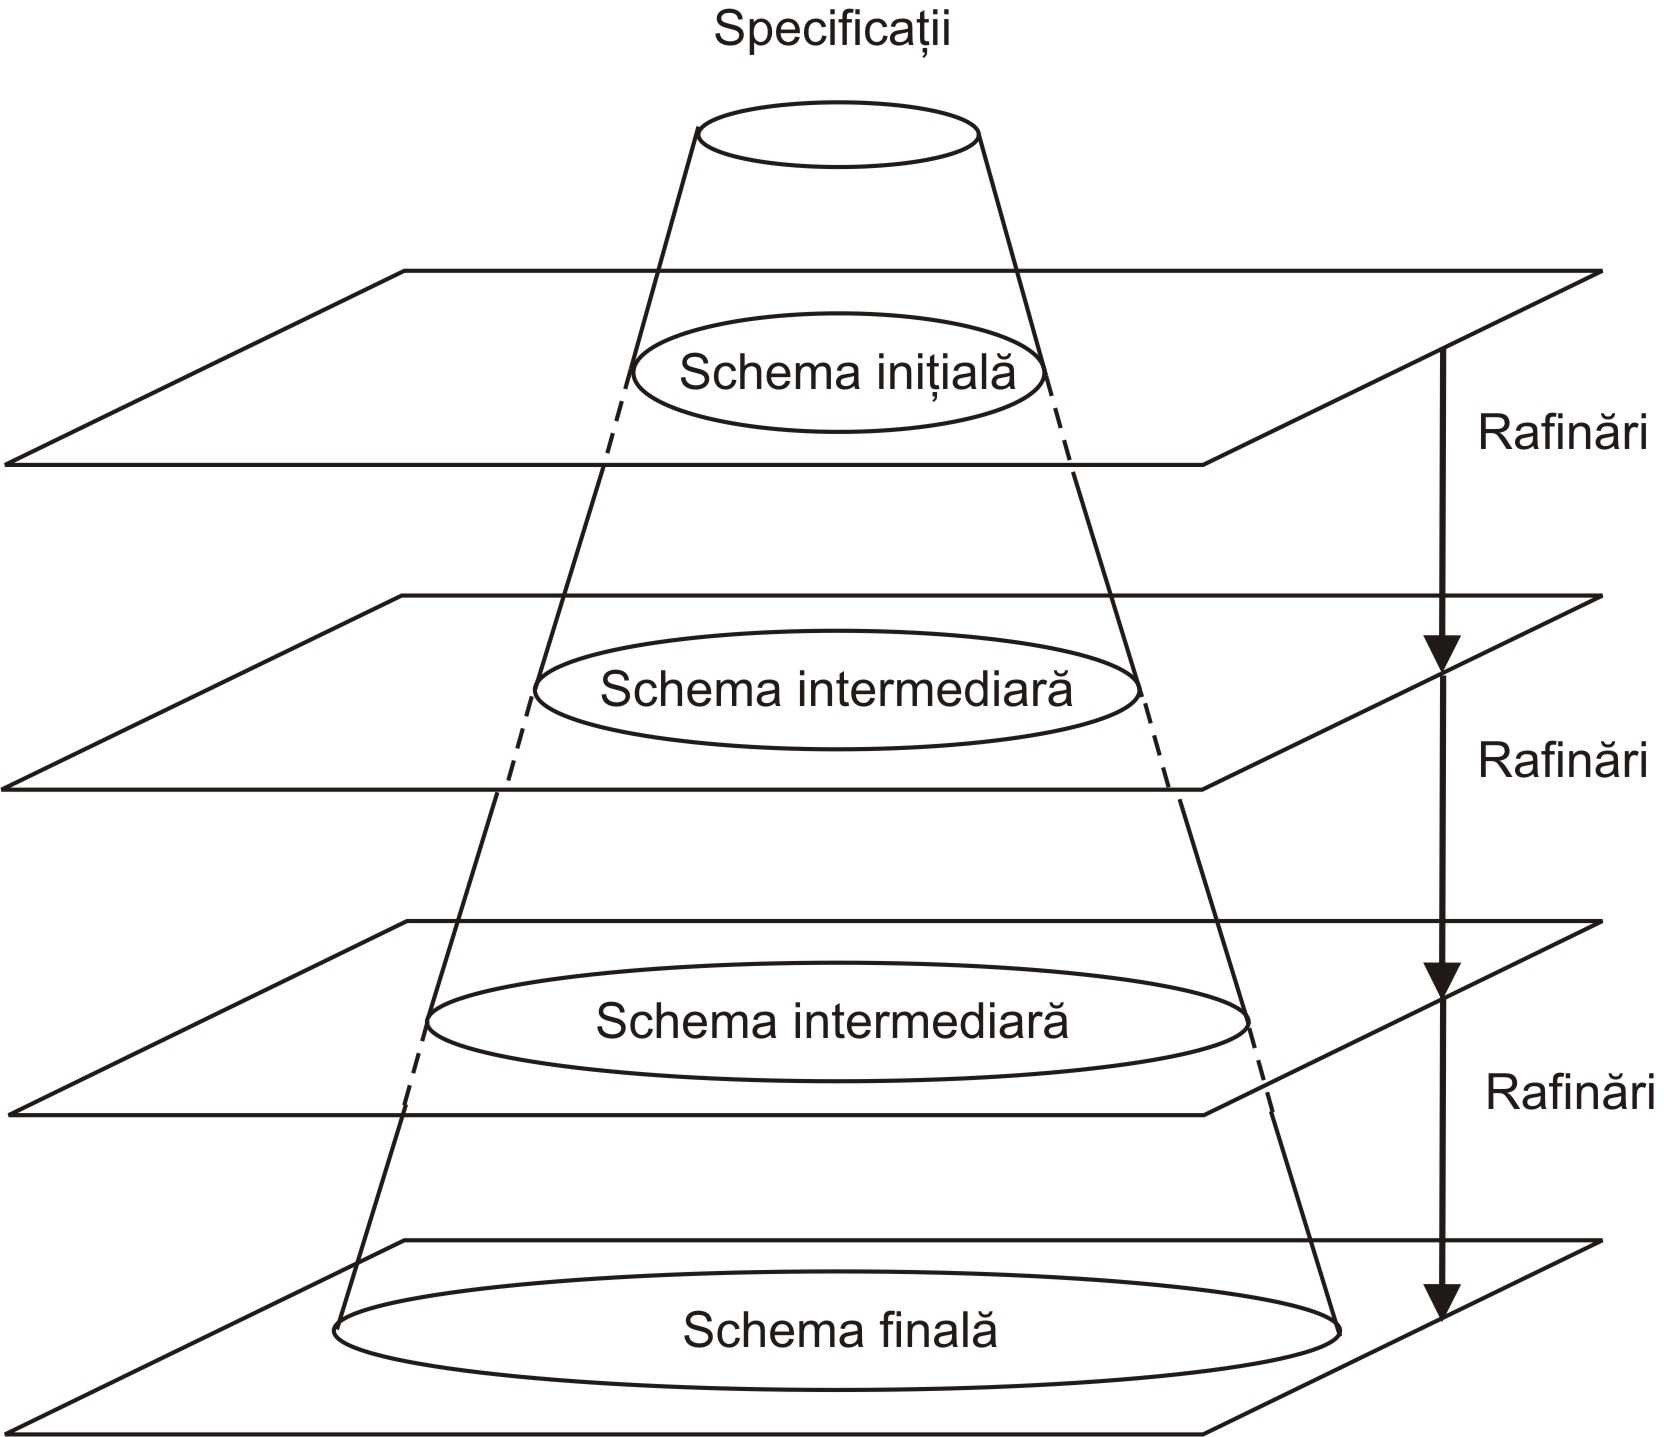 Specificații
Schema inițială
Rafinări
Schema intermediară
Rafinări
Schema intermediară
Rafinări
Schema finală